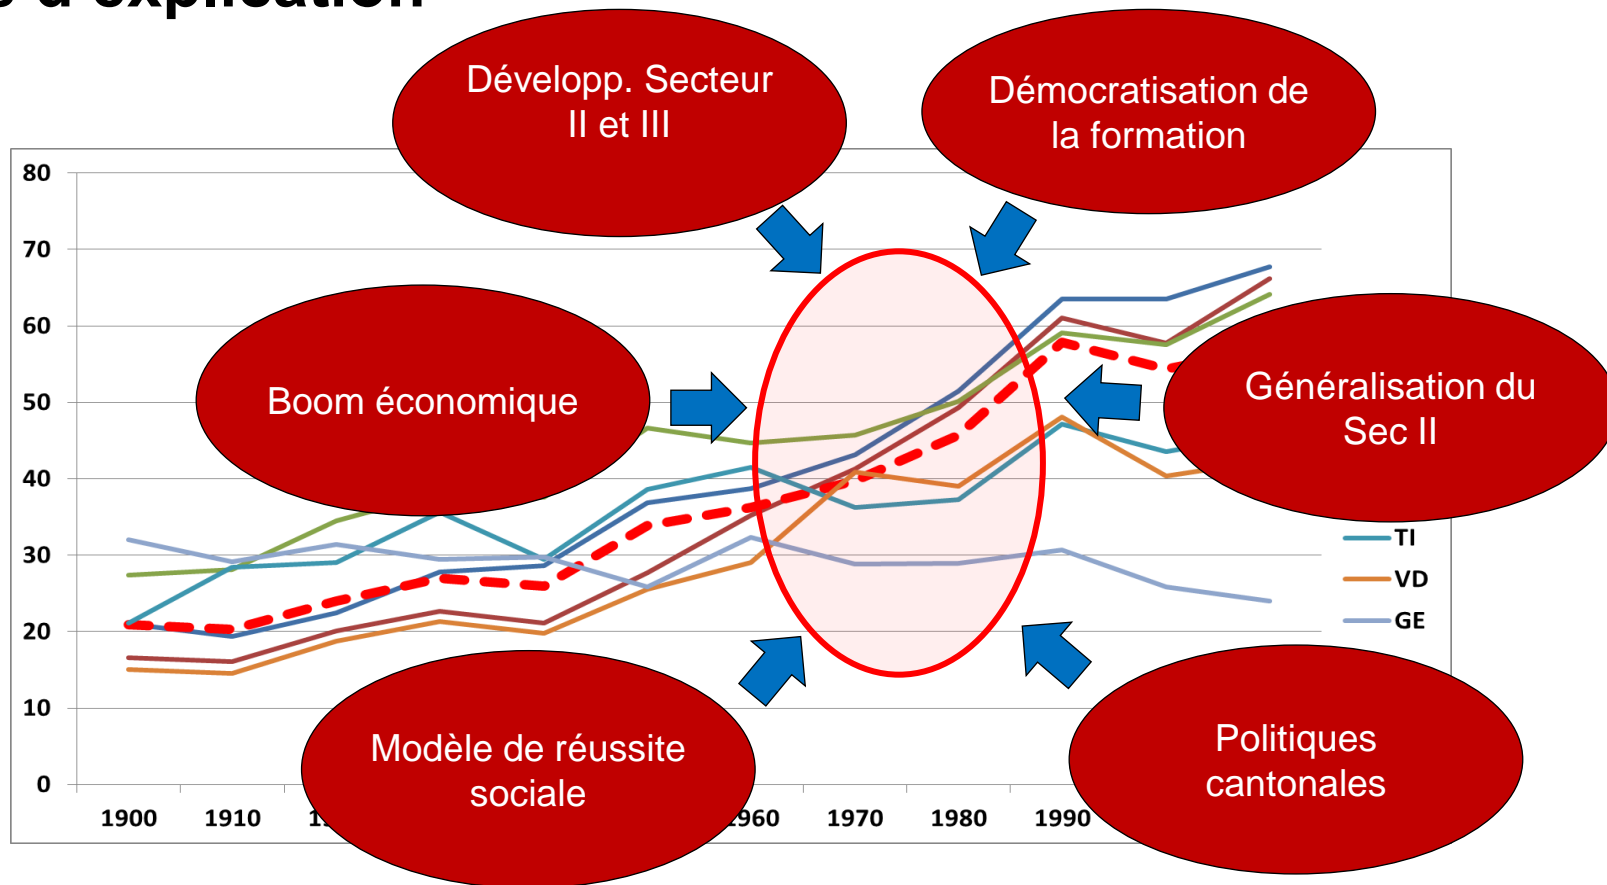 d'explication
Développ. Secteur
II et III
Démocratisation de
la formation
80
70
60
50
40
30
20
10
0
Boom économique
Généralisation du
Sec II
TI
VD
GE
Modèle de réussite
sociale
Politiques
cantonales
1900
1910
1970
1980
1990